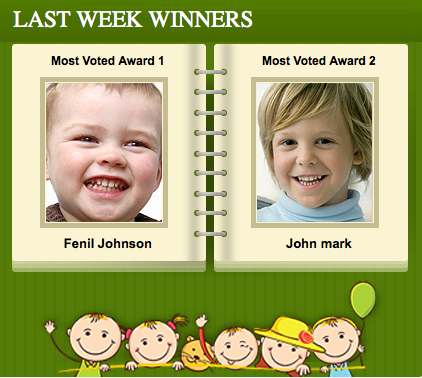 LAST WEEK WINNERS
Most Voted Award 1
Fenil Johnson
Most Voted Award 2
John mark